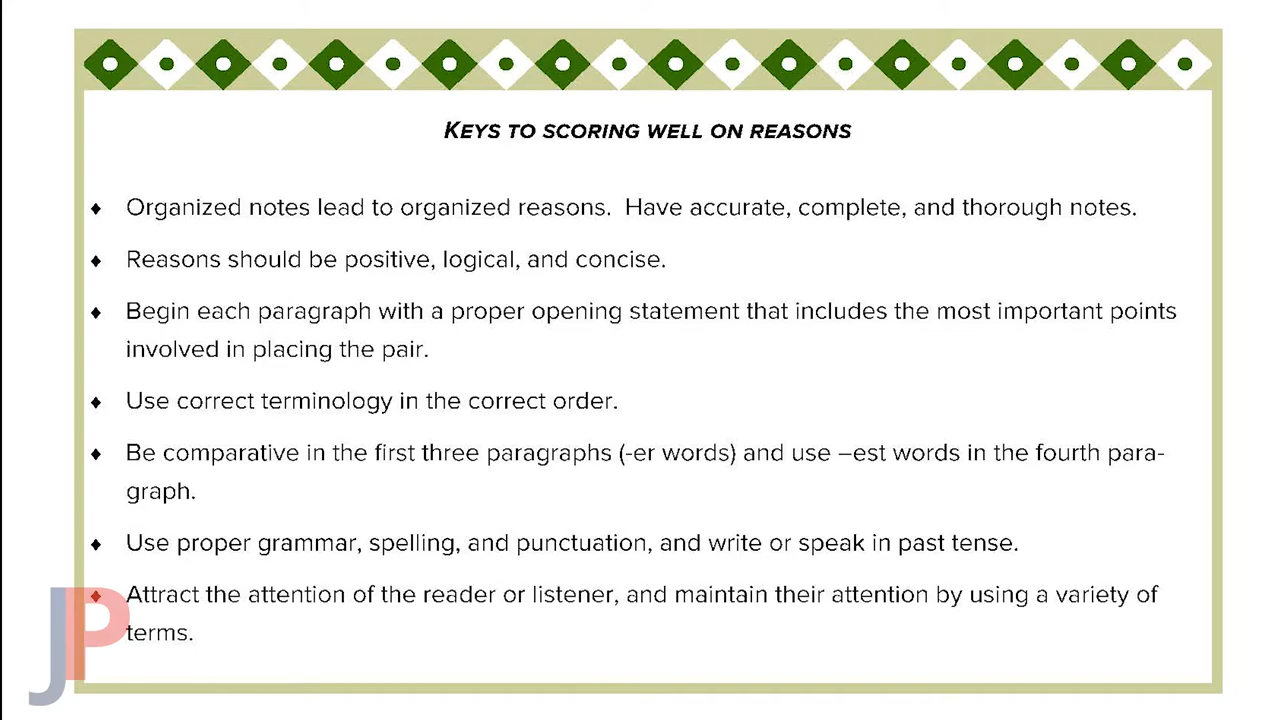 KEYS TO SCORING WELL ON REASONS
♦ Organized notes lead to organized reasons.  Have accurate, complete, and thorough notes.
♦ Reasons should be positive, logical, and concise.
♦ Begin each paragraph with a proper opening statement that includes the most important points
involved in placing the pair.
♦ Use correct terminology in the correct order.
♦ Be comparative in the first three paragraphs (-er words) and use –est words in the fourth para-
graph.
♦ Use proper grammar, spelling, and punctuation, and write or speak in past tense.
♦ Attract the attention of the reader or listener, and maintain their attention by using a variety of
terms.
JP